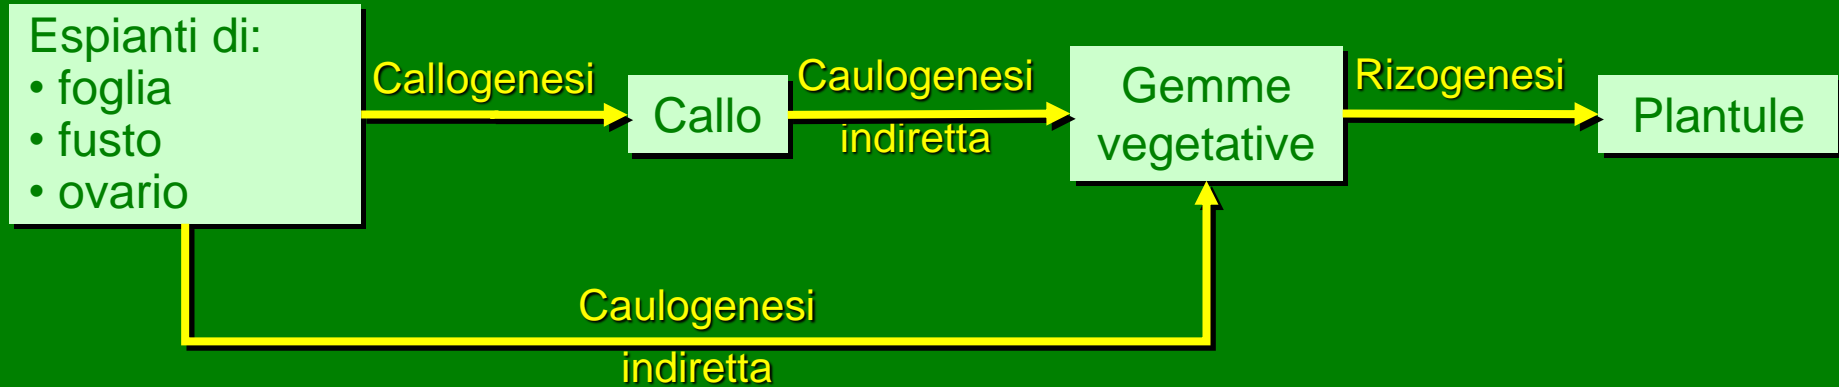 Espianti di:
• foglia
• fusto
• ovario
Callogenesi
Callo
Caulogenesi
indiretta
Gemme
vegetative
Rizogenesi
Plantule
Caulogenesi
indiretta